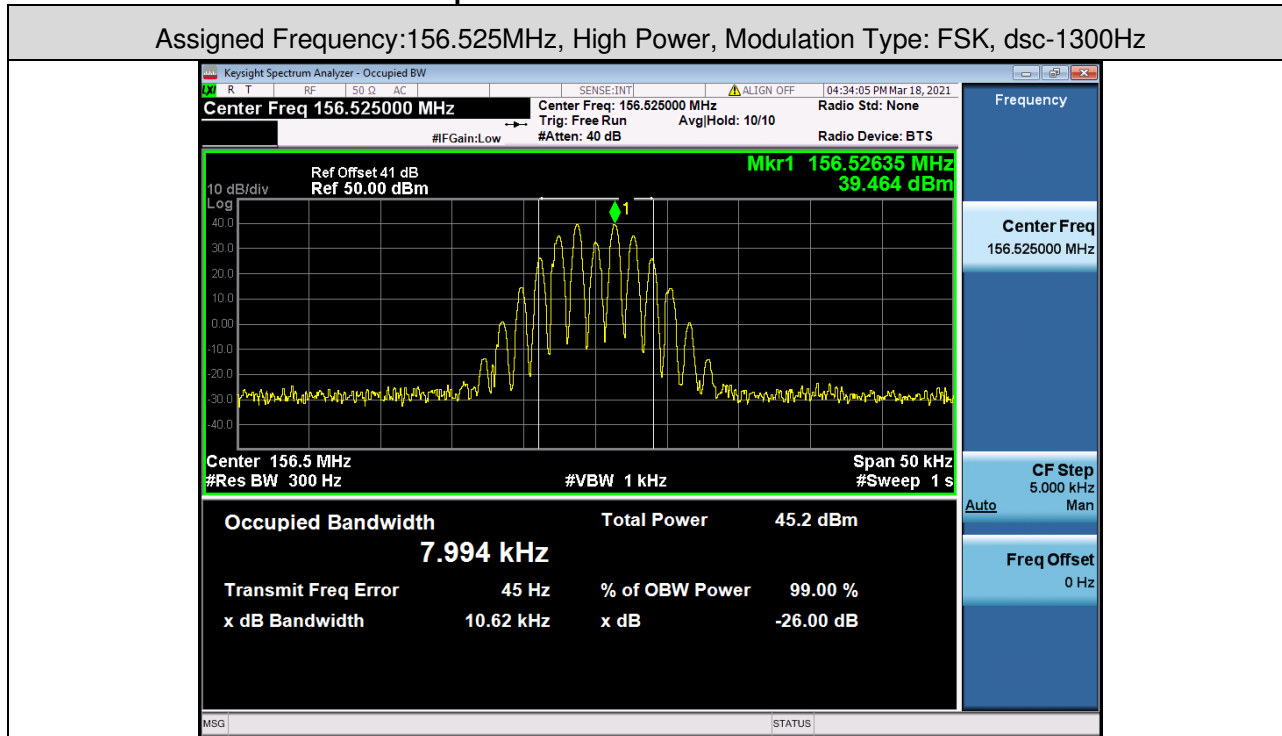 Assigned Frequency:156.525MHz, High Power, Modulation Type: FSK, dsc-1300Hz
Keysight Spectrum Analyzer - Occupied BW
LXI R T RF 50 Ω AC SENSE:INT ALIGN OFF 04:34:05 PM Mar 18, 2021
Center Freq 156.525000 MHz
Center Freq: 156.525000 MHz
Radio Std: None
Trig: Free Run Avg|Hold: 10/10
#IFGain:Low #Atten: 40 dB Radio Device: BTS
Mkr1 156.52635 MHz
39.464 dBm
Ref Offset 41 dB
10 dB/div Ref 50.00 dBm
Log
40.0
30.0
20.0
10.0
0.00
-10.0
-20.0
-30.0
-40.0
1
Center 156.5 MHz Span 50 kHz
#Res BW 300 Hz #VBW 1 kHz #Sweep 1 s
Occupied Bandwidth Total Power 45.2 dBm
7.994 kHz
Transmit Freq Error 45 Hz % of OBW Power 99.00 %
x dB Bandwidth 10.62 kHz x dB -26.00 dB
MSG STATUS
Frequency
Center Freq
156.525000 MHz
CF Step
5.000 kHz
Auto Man
Freq Offset
0 Hz